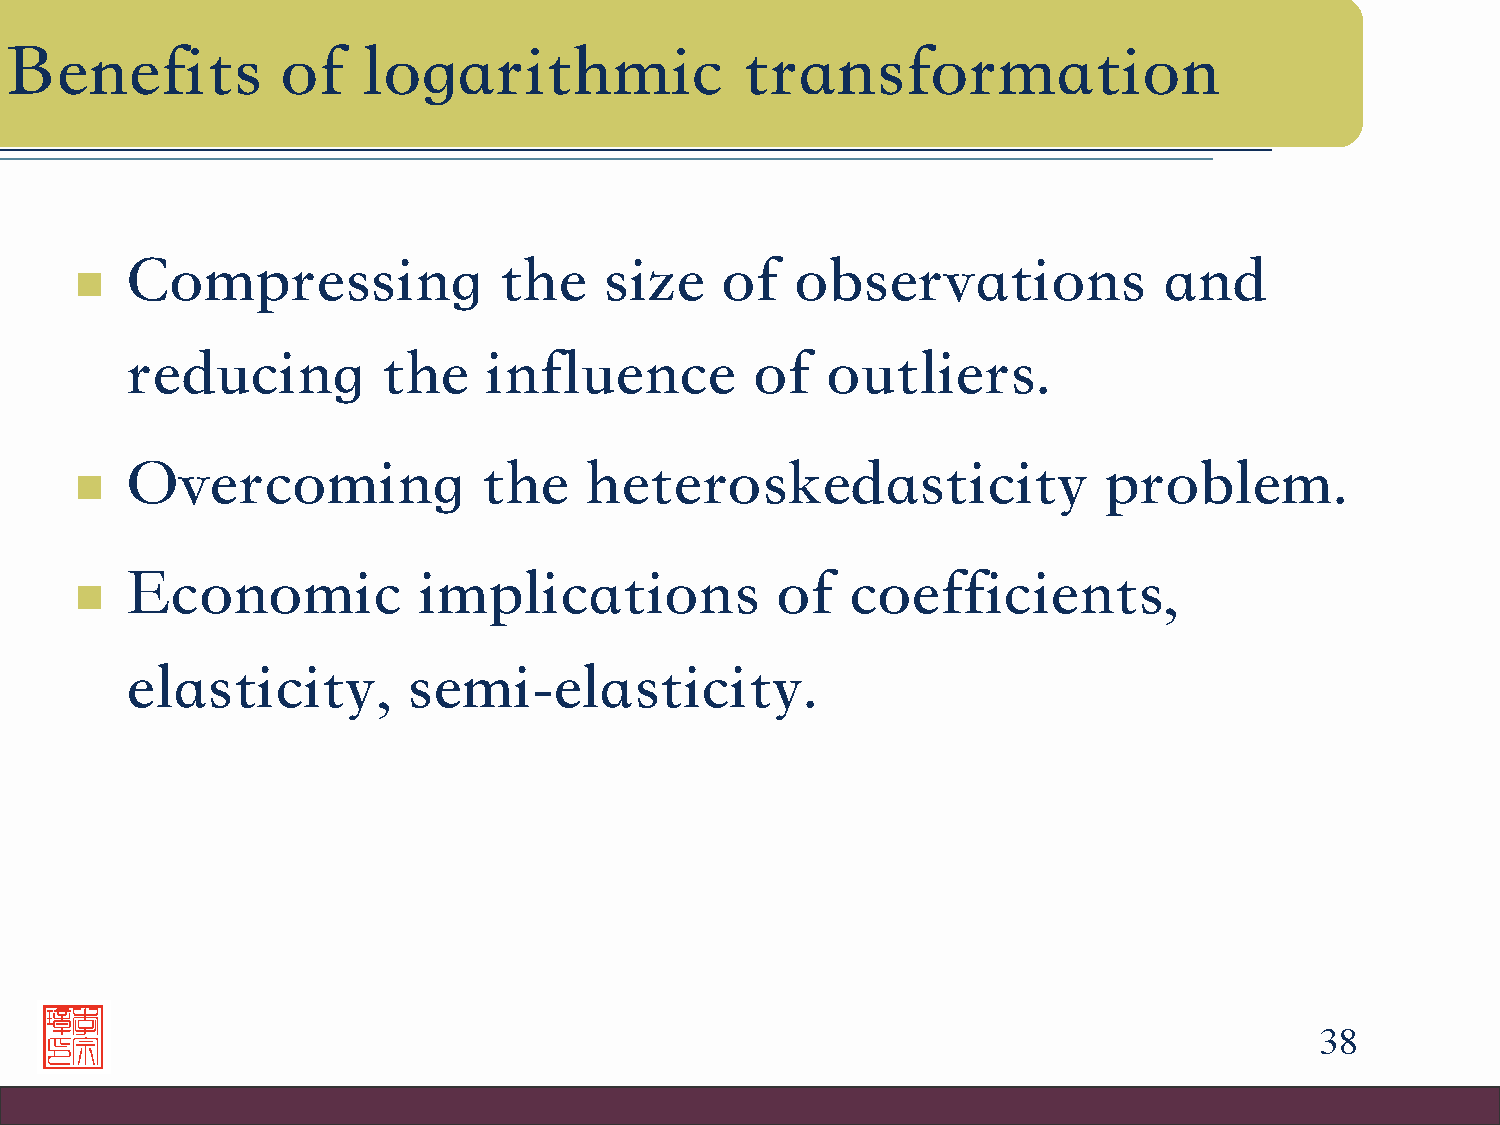 Benefits of logarithmic transformation
Compressing the size of observations and
reducing the influence of outliers.
Overcoming the heteroskedasticity problem.
Economic implications of coefficients,
elasticity, semi-elasticity.
38